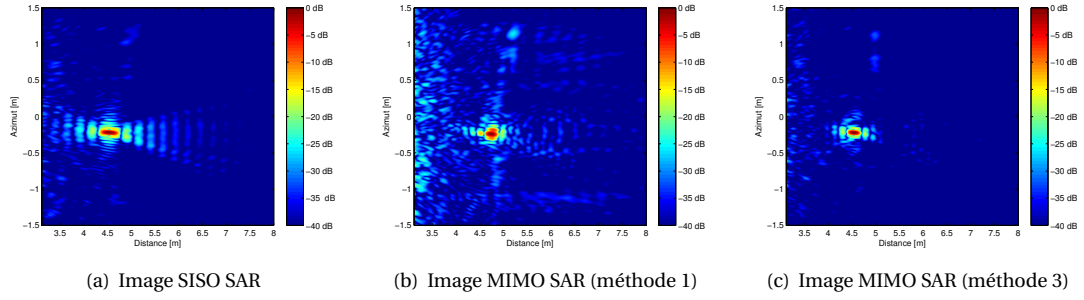 1.5
1
0.5
0
-0.5
-1
-1.5
Azimut [m]
3.5 4 4.5 5 5.5 6 6.5 7 7.5 8
Distance [m]
0 dB
-5 dB
-10 dB
-15 dB
-20 dB
-25 dB
-30 dB
-35 dB
-40 dB
(a) Image SISO SAR
1.5
1
0.5
0
-0.5
-1
-1.5
Azimut [m]
3.5 4 4.5 5 5.5 6 6.5 7 7.5 8
Distance [m]
0 dB
-5 dB
-10 dB
-15 dB
-20 dB
-25 dB
-30 dB
-35 dB
-40 dB
(b) Image MIMO SAR (méthode 1)
1.5
1
0.5
0
-0.5
-1
-1.5
Azimut [m]
3.5 4 4.5 5 5.5 6 6.5 7 7.5 8
Distance [m]
0 dB
-5 dB
-10 dB
-15 dB
-20 dB
-25 dB
-30 dB
-35 dB
-40 dB
(c) Image MIMO SAR (méthode 3)